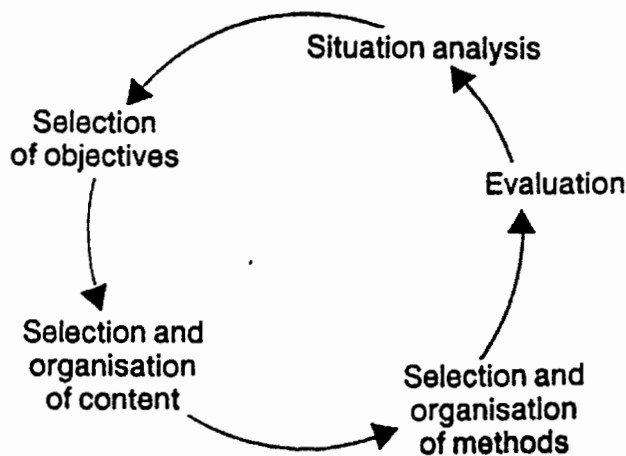 Situation analysis
Selection
of objectives
Evaluation
Selection and
organisation
of content
Selection and
organisation
of methods